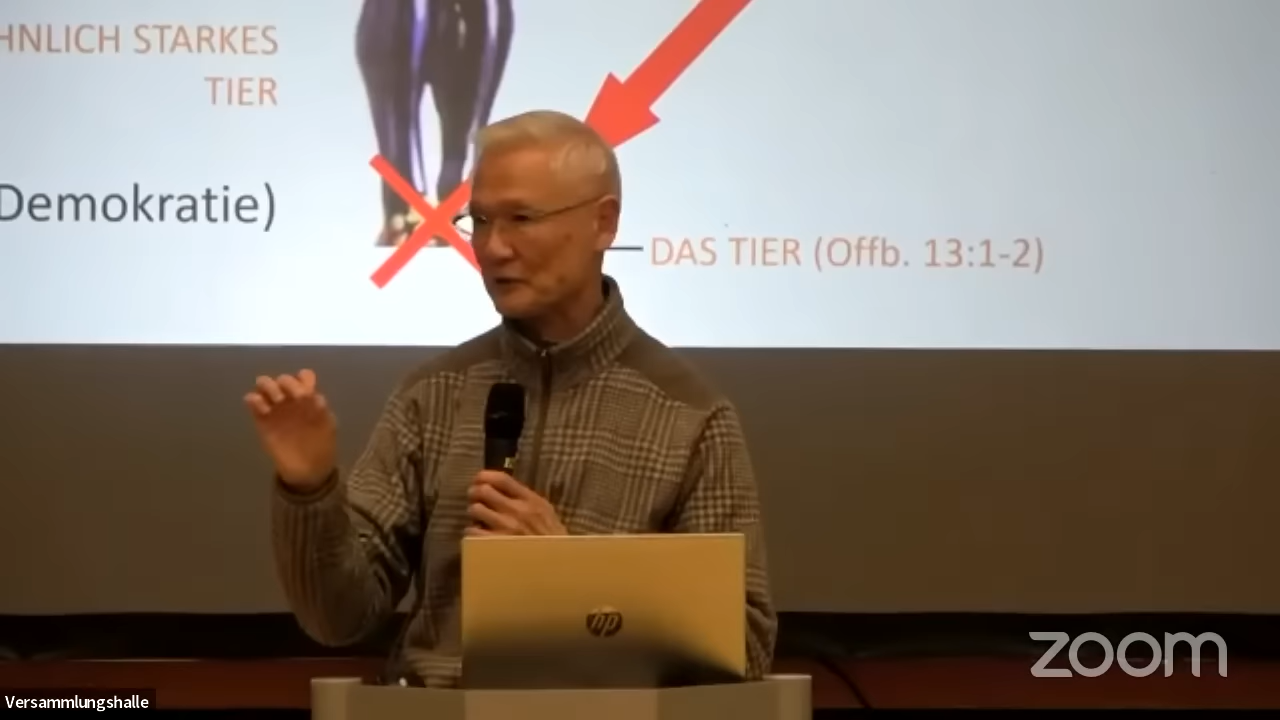 HNLICH STARKES
TIER
Demokratie)
DAS TIER (Offb. 13:1-2)
hp
zoom
Versammlungshalle